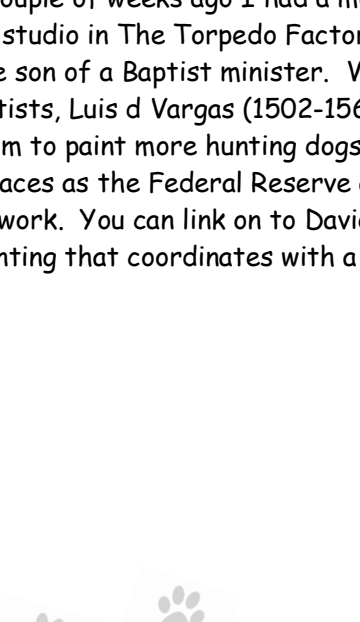 ouple of weeks ago I had a m
studio in The Torpedo Factor
son of a Baptist minister.
tists, Luis d Vargas (1502-156
m to paint more hunting dogs
aces as the Federal Reserve
work. You can link on to Davi
nting that coordinates with a